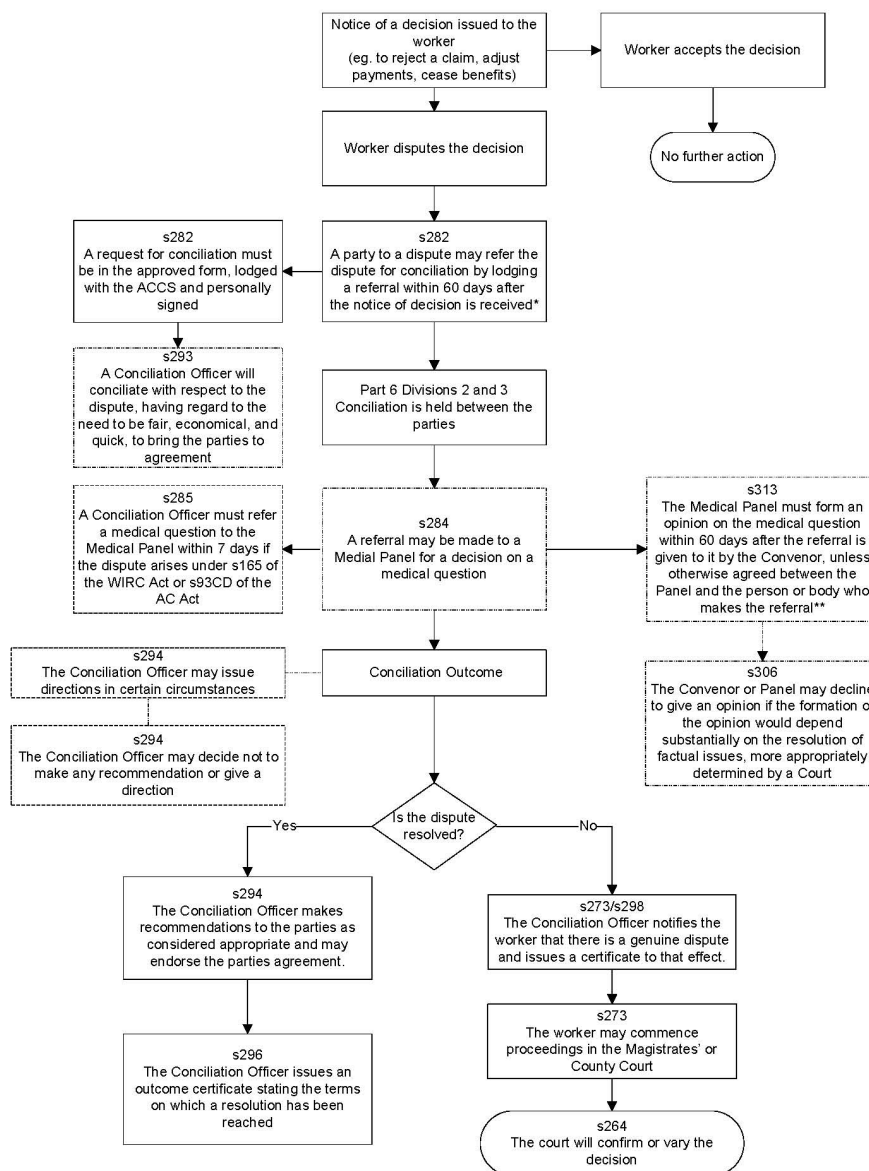 Notice of a decision issued to the
worker
(eg. to reject a claim, adjust
payments, cease benefits)
Worker accepts the decision
No further action
Worker disputes the decision
s282
A request for conciliation must
be in the approved form, lodged
with the ACCS and personally
signed
s282
A party to a dispute may refer the
dispute for conciliation by lodging
a referral within 60 days after
the notice of decision is received*
s293
A Conciliation Officer will
conciliate with respect to the
dispute, having regard to the
need to be fair, economical, and
quick, to bring the parties to
agreement
Part 6 Divisions 2 and 3
Conciliation is held between the
parties
s285
A Conciliation Officer must refer
a medical question to the
Medical Panel within 7 days if
the dispute arises under s165 of
the WIRC Act or s93CD of the
AC Act
s284
A referral may be made to a
Medial Panel for a decision on a
medical question
s313
The Medical Panel must form an
opinion on the medical question
within 60 days after the referral is
given to it by the Convenor, unless
otherwise agreed between the
Panel and the person or body who
makes the referral**
s294
The Conciliation Officer may issue
directions in certain circumstances
Conciliation Outcome
s306
The Convenor or Panel may decline
to give an opinion if the formation of
the opinion would depend
substantially on the resolution of
factual issues, more appropriately
determined by a Court
s294
The Conciliation Officer may decide not to
make any recommendation or give a
direction
Is the dispute
resolved?
Yes
No
s294
The Conciliation Officer makes
recommendations to the parties as
considered appropriate and may
endorse the parties agreement.
s273/s298
The Conciliation Officer notifies the
worker that there is a genuine dispute
and issues a certificate to that effect.
s296
The Conciliation Officer issues an
outcome certificate stating the terms
on which a resolution has been
reached
s273
The worker may commence
proceedings in the Magistrates' or
County Court
s264
The court will confirm or vary the
decision